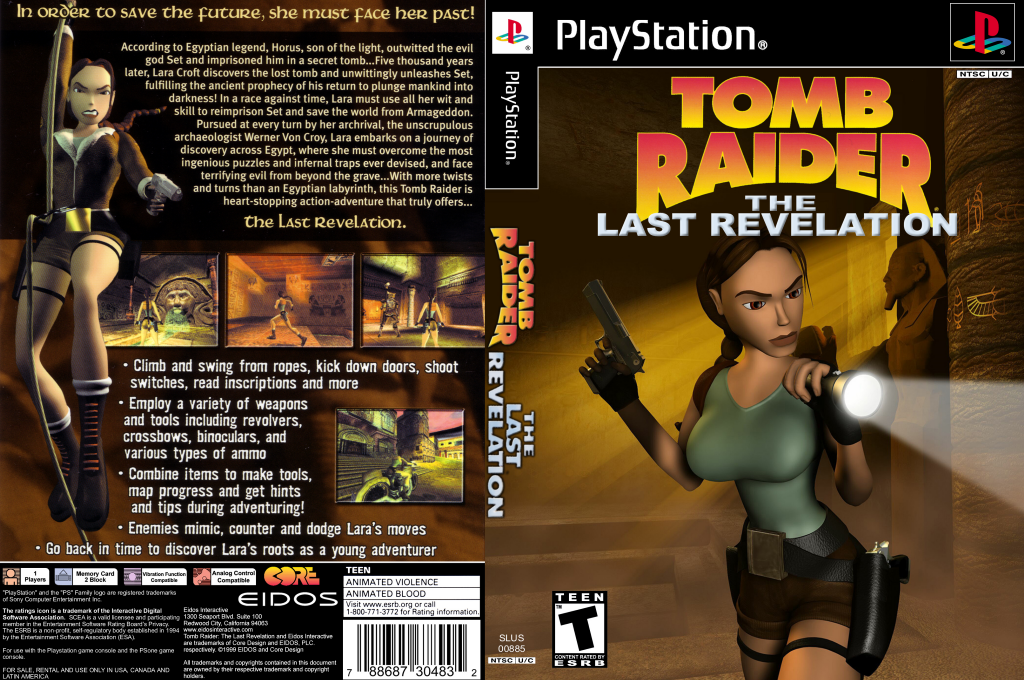 In order to save the future, she must face her past!
According to Egyptian legend, Horus, son of the light, outwitted the evil
god Set and imprisoned him in a secret tomb...Five thousand years
later, Lara Croft discovers the lost tomb and unwittingly unleashes Set,
fulfilling the ancient prophecy of his return to plunge mankind into
darkness! In a race against time, Lara must use all her wit and
skill to reimprison Set and save the world from Armageddon.
Pursued at every turn by her archrival, the unscrupulous
archaeologist Werner Von Croy, Lara embarks on a journey of
discovery across Egypt, where she must overcome the most
ingenious puzzles and infernal traps ever devised, and face
terrifying evil from beyond the grave...With more twists
and turns than an Egyptian labyrinth, this Tomb Raider is
heart-stopping action-adventure that truly offers...
The Last Revelation.
• Climb and swing from ropes, kick down doors, shoot
switches, read inscriptions and more
• Employ a variety of weapons
and tools including revolvers,
crossbows, binoculars, and
various types of ammo
• Combine items to make tools,
map progress and get hints
and tips during adventuring!
• Enemies mimic, counter and dodge Lara's moves
• Go back in time to discover Lara's roots as a young adventurer
1
Players
Memory Card
2 Block
Vibration Function
Compatible
Analog Control
Compatible
CORE
EIDOS
"PlayStation" and the "PS" Family logo are registered trademarks
of Sony Computer Entertainment Inc.
The ratings icon is a trademark of the Interactive Digital
Software Association. SCEA is a valid licensee and participating
member in the Entertainment Software Rating Board's Privacy.
The ESRB is a non-profit, self-regulatory body established in 1994
by the Entertainment Software Association (ESA).
For use with the Playstation game console and the PSone game
console.
FOR SALE, RENTAL AND USE ONLY IN USA, CANADA AND
LATIN AMERICA
Eidos Interactive
1300 Seaport Blvd. Suite 100
Redwood City, California 94063
www.eidosinteractive.com
Tomb Raider: The Last Revelation and Eidos Interactive
are trademarks of Core Design and EIDOS, PLC.
respectively. ©1999 EIDOS and Core Design
All trademarks and copyrights contained in this document
are owned by their respective trademark and copyright
holders.
TEEN
ANIMATED VIOLENCE
ANIMATED BLOOD
Visit www.esrb.org or call
1-800-771-3772 for Rating information.
7 88687 30483 2
PlayStation®
TOMB
RAIDER
THE
LAST
REVELATION
SLUS
00885
NTSC U/C
PlayStation®
NTSC U/C
TOMB
RAIDER
THE
LAST REVELATION
TEEN
T
™
CONTENT RATED BY
ESRB